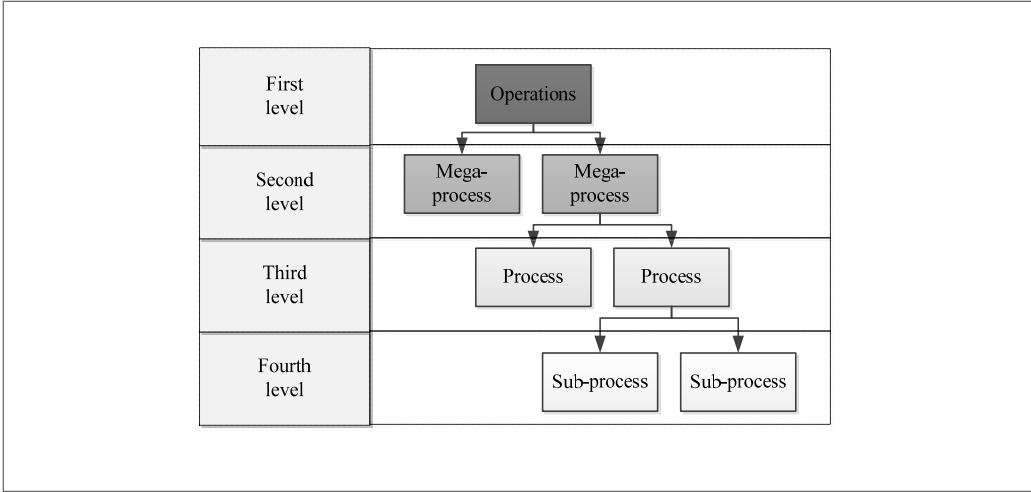 First
level
Operations
Second
level
Mega-
process
Mega-
process
Third
level
Process
Process
Fourth
level
Sub-process
Sub-process